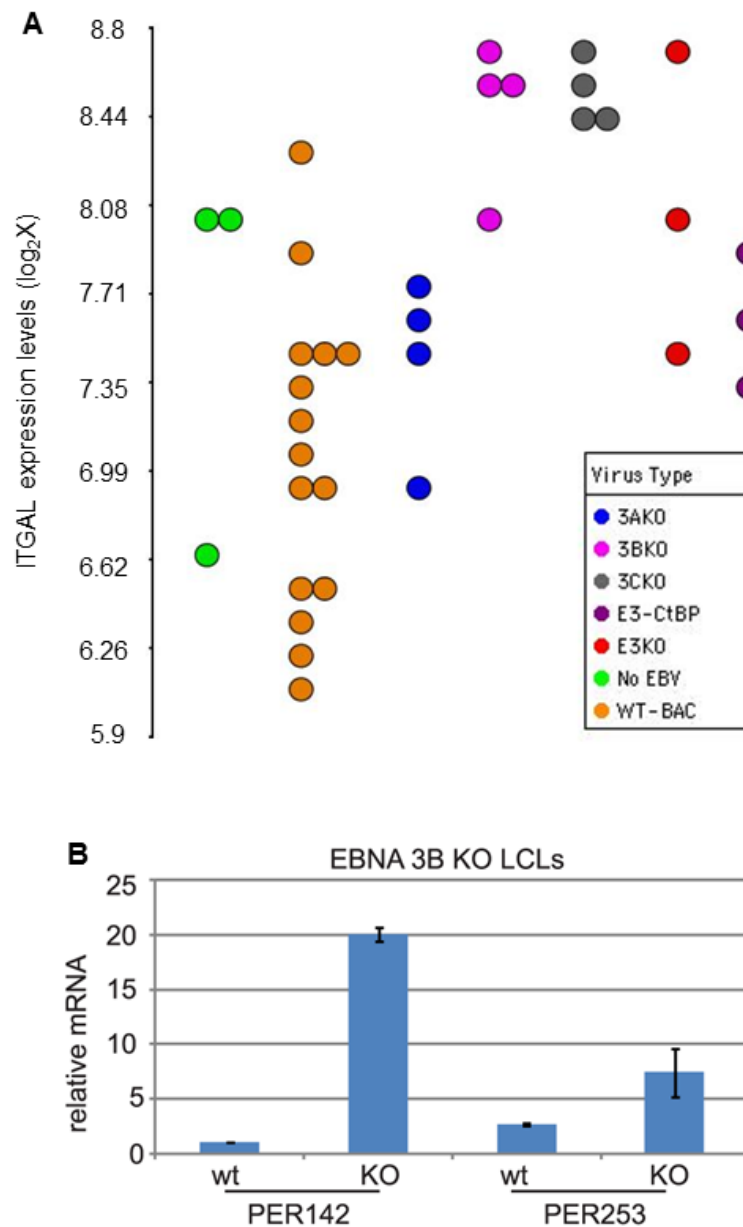 A
ITGAL expression levels (log₂X)
8.8
8.44
8.08
7.71
7.35
6.99
6.62
6.26
5.9
Virus Type
3AKO
3BKO
3CKO
E3-CtBP
E3KO
No EBV
WT-BAC
B
EBNA 3B KO LCLs
relative mRNA
25
20
15
10
5
0
wt KO wt KO
PER142 PER253